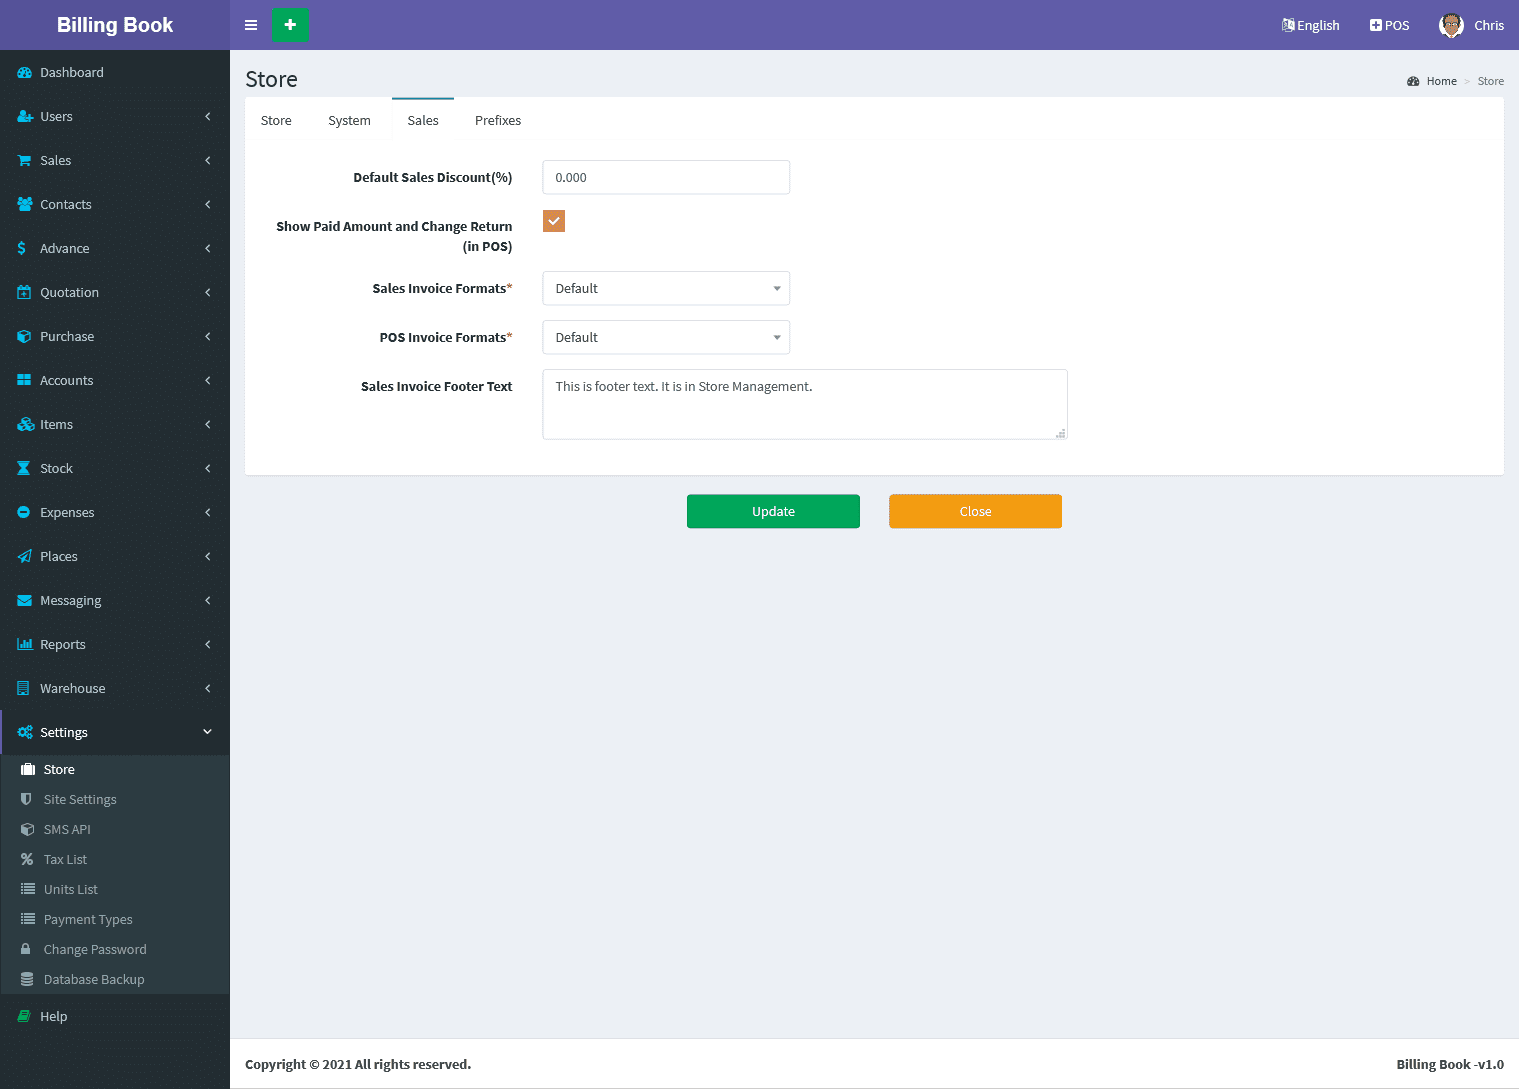 Billing Book
English
POS
Chris
Dashboard
Users
Sales
Contacts
Advance
Quotation
Purchase
Accounts
Items
Stock
Expenses
Places
Messaging
Reports
Warehouse
Settings
Store
Site Settings
SMS API
Tax List
Units List
Payment Types
Change Password
Database Backup
Help
Store
Home > Store
Store System Sales Prefixes
Default Sales Discount(%) 0.000
Show Paid Amount and Change Return
(in POS)
Sales Invoice Formats* Default
POS Invoice Formats* Default
Sales Invoice Footer Text This is footer text. It is in Store Management.
Update Close
Copyright © 2021 All rights reserved. Billing Book -v1.0